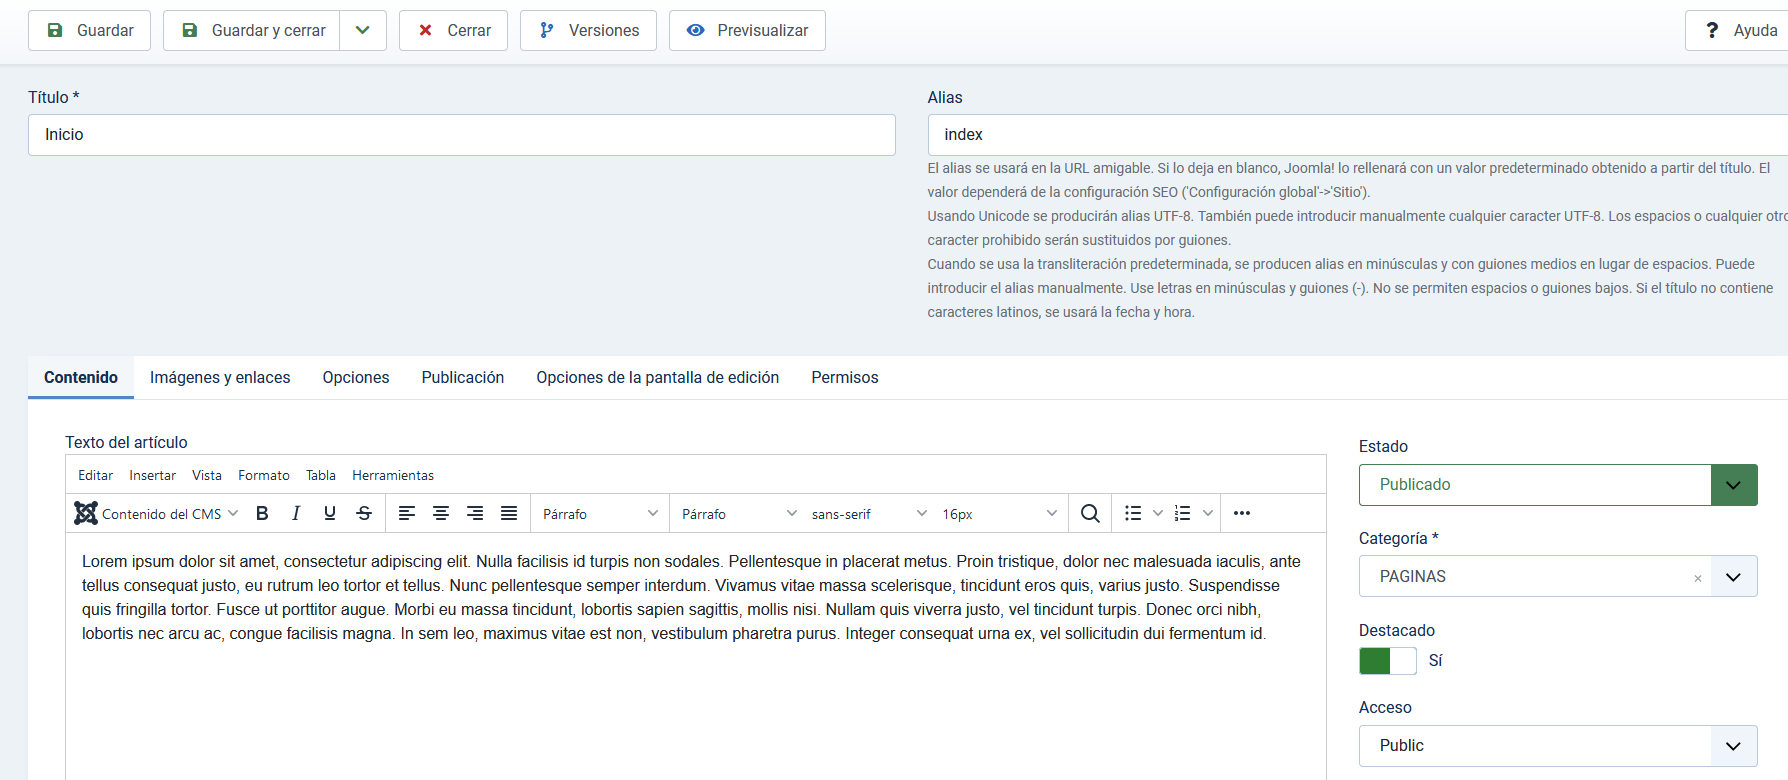 Guardar
Guardar y cerrar
Cerrar
Versiones
Previsualizar
? Ayuda
Título *
Inicio
Alias
index
El alias se usará en la URL amigable. Si lo deja en blanco, Joomla! lo rellenará con un valor predeterminado obtenido a partir del título. El
valor dependerá de la configuración SEO ('Configuración global'->'Sitio').
Usando Unicode se producirán alias UTF-8. También puede introducir manualmente cualquier caracter UTF-8. Los espacios o cualquier otro
caracter prohibido serán sustituidos por guiones.
Cuando se usa la transliteración predeterminada, se producen alias en minúsculas y con guiones medios en lugar de espacios. Puede
introducir el alias manualmente. Use letras en minúsculas y guiones (-). No se permiten espacios o guiones bajos. Si el título no contiene
caracteres latinos, se usará la fecha y hora.
Contenido
Imágenes y enlaces
Opciones
Publicación
Opciones de la pantalla de edición
Permisos
Texto del artículo
Editar Insertar Vista Formato Tabla Herramientas
Contenido del CMS B I U S Párrafo Párrafo sans-serif 16px
Lorem ipsum dolor sit amet, consectetur adipiscing elit. Nulla facilisis id turpis non sodales. Pellentesque in placerat metus. Proin tristique, dolor nec malesuada iaculis, ante
tellus consequat justo, eu rutrum leo tortor et tellus. Nunc pellentesque semper interdum. Vivamus vitae massa scelerisque, tincidunt eros quis, varius justo. Suspendisse
quis fringilla tortor. Fusce ut porttitor augue. Morbi eu massa tincidunt, lobortis sapien sagittis, mollis nisi. Nullam quis viverra justo, vel tincidunt turpis. Donec orci nibh,
lobortis nec arcu ac, congue facilisis magna. In sem leo, maximus vitae est non, vestibulum pharetra purus. Integer consequat urna ex, vel sollicitudin dui fermentum id.
Estado
Publicado
Categoría *
PAGINAS ×
Destacado
Sí
Acceso
Public